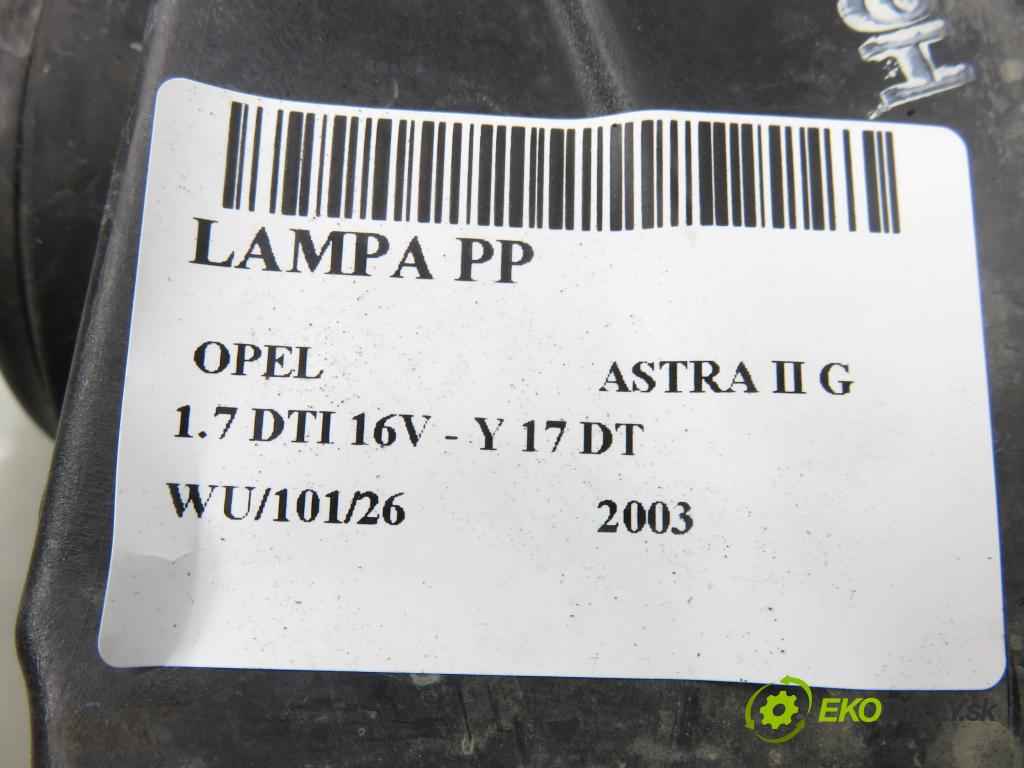 LAMPA PP
OPEL ASTRA II G
1.7 DTI 16V - Y 17 DT
WU/101/26 2003